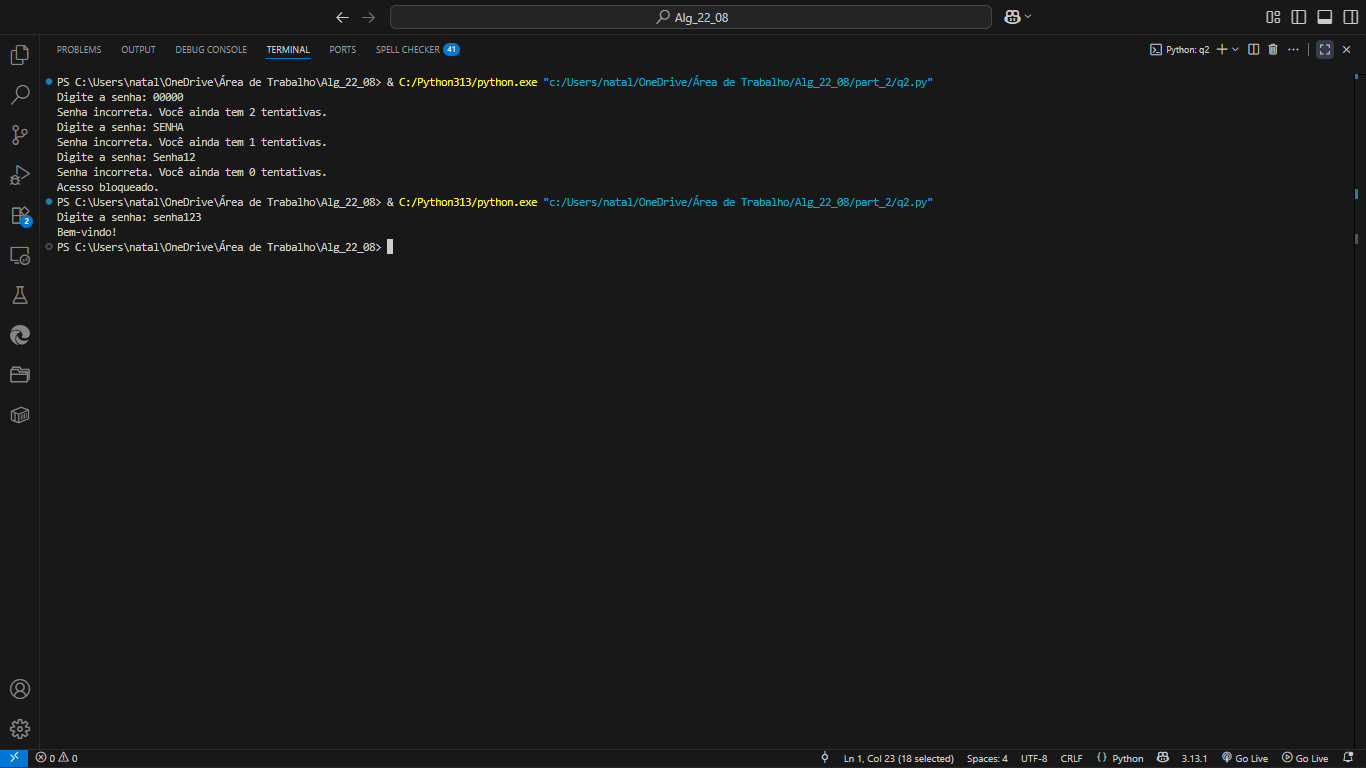 Alg_22_08
PROBLEMS OUTPUT DEBUG CONSOLE TERMINAL PORTS SPELL CHECKER 41 Python: q2
PS C:\Users\natal\OneDrive\Área de Trabalho\Alg_22_08> & C:/Python313/python.exe "c:/Users/natal/OneDrive/Área de Trabalho/Alg_22_08/part_2/q2.py"
Digite a senha: 00000
Senha incorreta. Você ainda tem 2 tentativas.
Digite a senha: SENHA
Senha incorreta. Você ainda tem 1 tentativas.
Digite a senha: Senha12
Senha incorreta. Você ainda tem 0 tentativas.
Acesso bloqueado.
PS C:\Users\natal\OneDrive\Área de Trabalho\Alg_22_08> & C:/Python313/python.exe "c:/Users/natal/OneDrive/Área de Trabalho/Alg_22_08/part_2/q2.py"
Digite a senha: senha123
Bem-vindo!
PS C:\Users\natal\OneDrive\Área de Trabalho\Alg_22_08>
2
0 0 Ln 1, Col 23 (18 selected) Spaces: 4 UTF-8 CRLF {} Python 3.13.1 Go Live Go Live